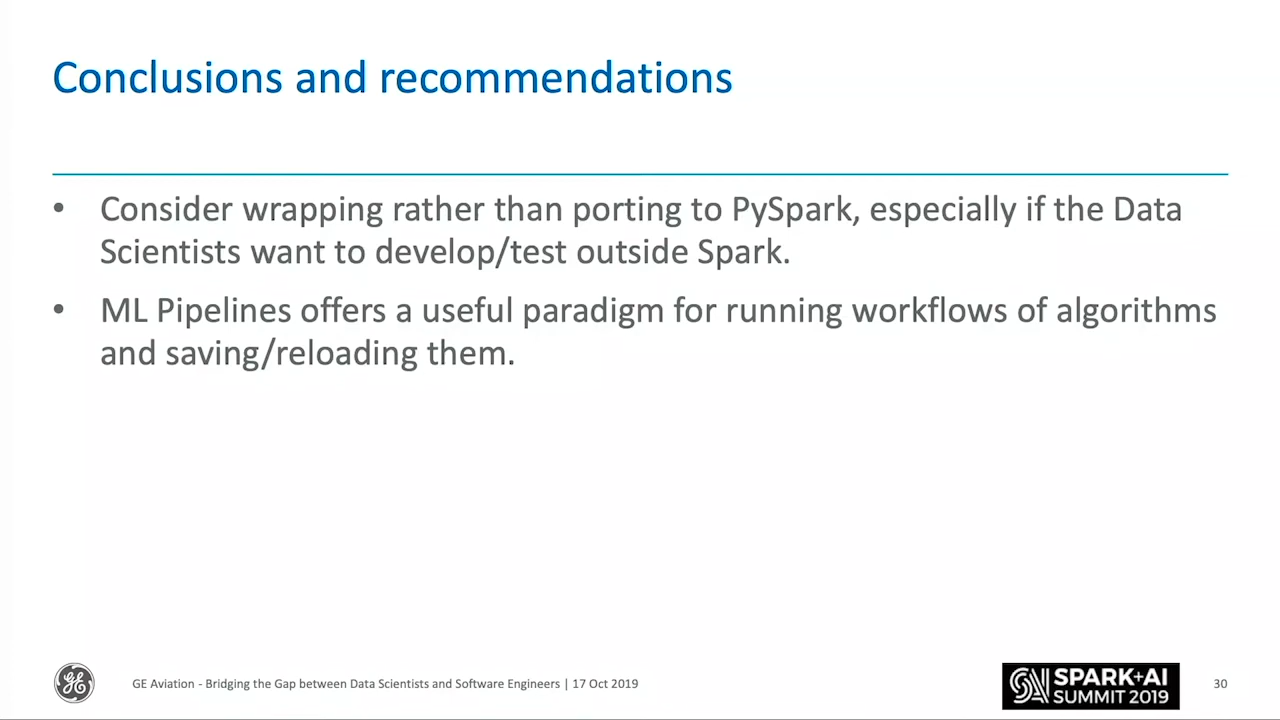 Conclusions and recommendations
• Consider wrapping rather than porting to PySpark, especially if the Data
Scientists want to develop/test outside Spark.
• ML Pipelines offers a useful paradigm for running workflows of algorithms
and saving/reloading them.
GE Aviation - Bridging the Gap between Data Scientists and Software Engineers | 17 Oct 2019
SPARK+AI
SUMMIT 2019
30